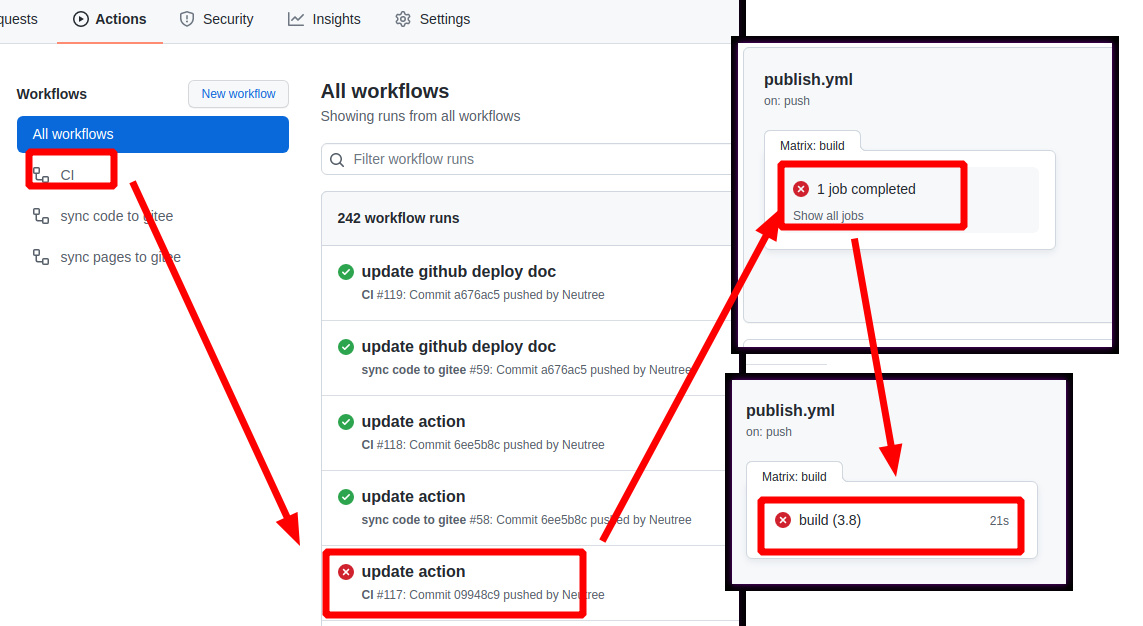 quests Actions Security Insights Settings
Workflows
New workflow
All workflows
CI
sync code to gitee
sync pages to gitee
All workflows
Showing runs from all workflows
Filter workflow runs
242 workflow runs
update github deploy doc
CI #119: Commit a676ac5 pushed by Neutree
update github deploy doc
sync code to gitee #59: Commit a676ac5 pushed by Neutree
update action
CI #118: Commit 6ee5b8c pushed by Neutree
update action
sync code to gitee #58: Commit 6ee5b8c pushed by Neutree
update action
CI #117: Commit 09948c9 pushed by Neutree
publish.yml
on: push
Matrix: build
1 job completed
Show all jobs
publish.yml
on: push
Matrix: build
build (3.8) 21s